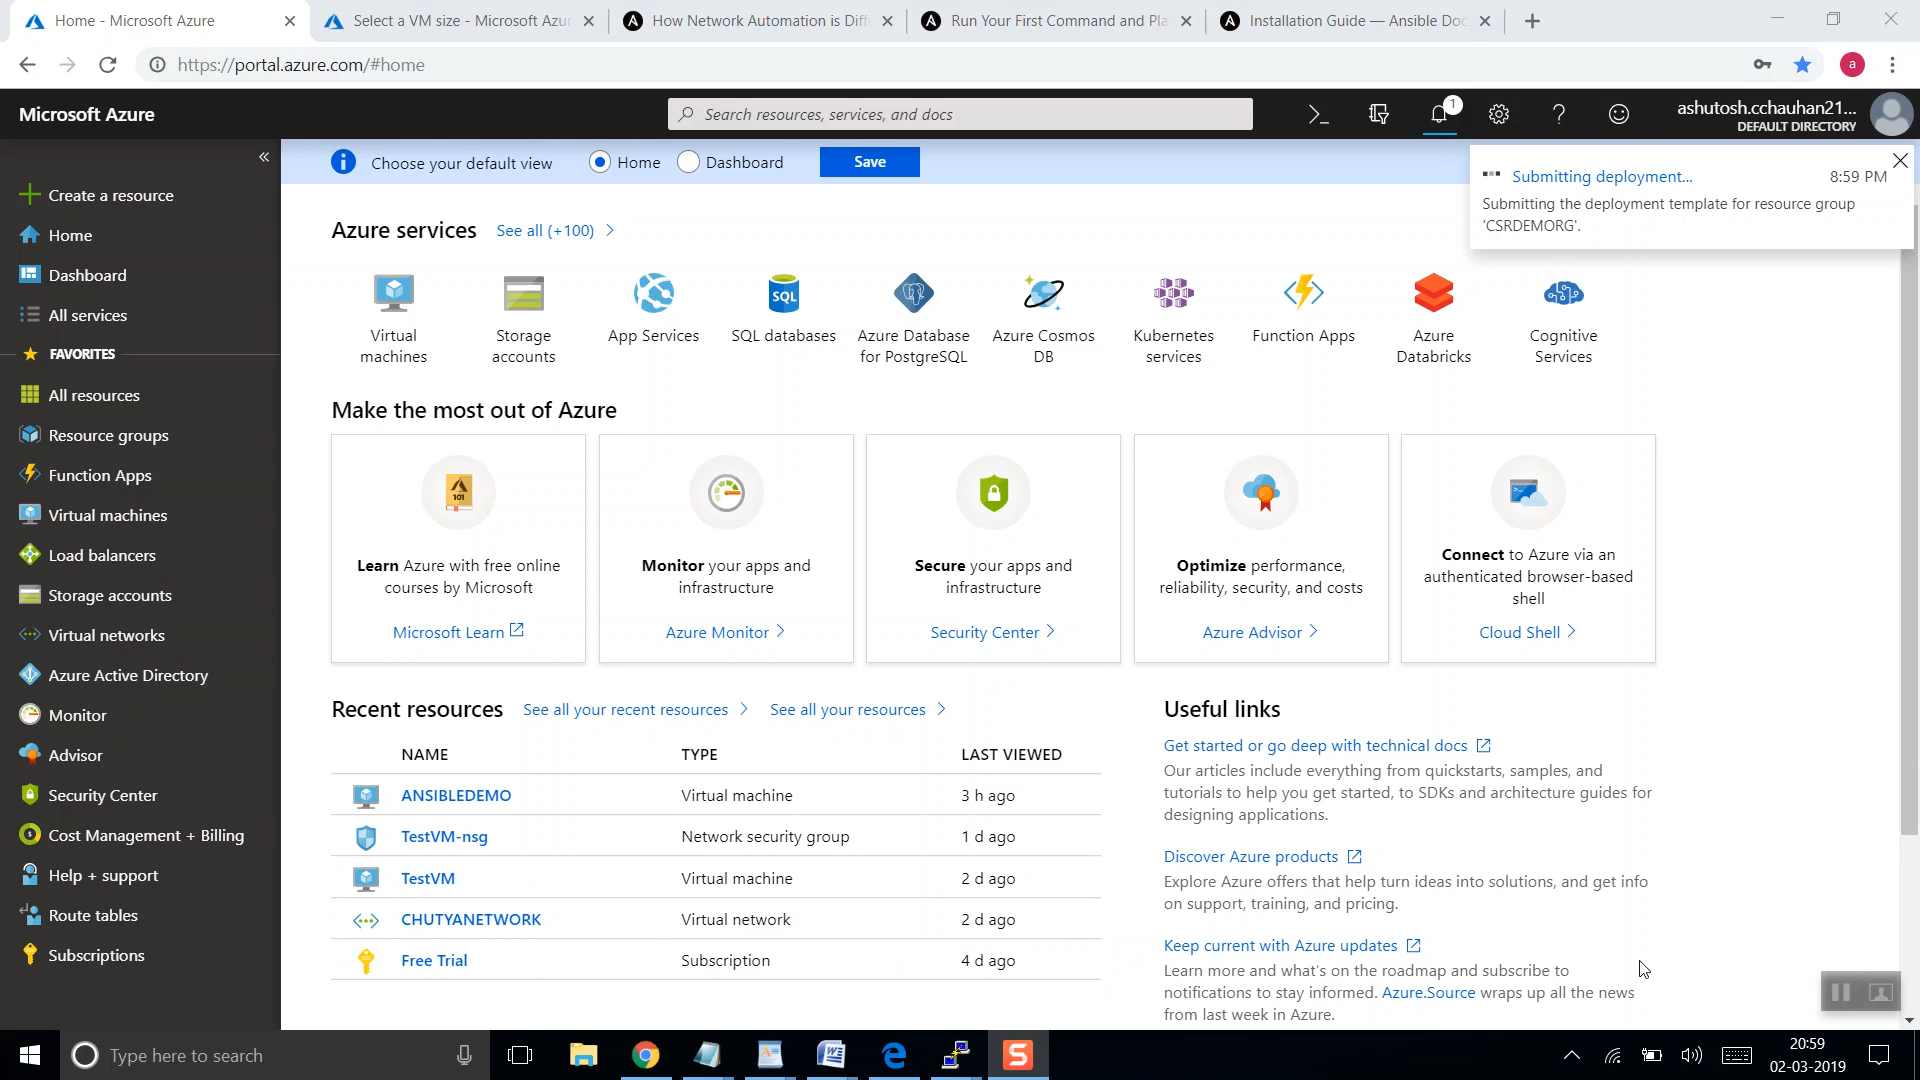 Home - Microsoft Azure
Select a VM size - Microsoft Azur
How Network Automation is Diff
Run Your First Command and Pla
Installation Guide — Ansible Doc
https://portal.azure.com/#home
a
Microsoft Azure
Search resources, services, and docs
1
ashutosh.cchauhan21...
DEFAULT DIRECTORY
Create a resource
Home
Dashboard
All services
FAVORITES
All resources
Resource groups
Function Apps
Virtual machines
Load balancers
Storage accounts
Virtual networks
Azure Active Directory
Monitor
Advisor
Security Center
Cost Management + Billing
Help + support
Route tables
Subscriptions
Choose your default view
Home
Dashboard
Save
Submitting deployment...
8:59 PM
Submitting the deployment template for resource group
'CSRDEMORG'.
Azure services
See all (+100)
Virtual
machines
Storage
accounts
App Services
SQL
SQL databases
Azure Database
for PostgreSQL
Azure Cosmos
DB
Kubernetes
services
Function Apps
Azure
Databricks
Cognitive
Services
Make the most out of Azure
101
Learn Azure with free online
courses by Microsoft
Microsoft Learn
Monitor your apps and
infrastructure
Azure Monitor
Secure your apps and
infrastructure
Security Center
Optimize performance,
reliability, security, and costs
Azure Advisor
Connect to Azure via an
authenticated browser-based
shell
Cloud Shell
Recent resources
See all your recent resources
See all your resources
NAME TYPE LAST VIEWED
ANSIBLEDEMO Virtual machine 3 h ago
TestVM-nsg Network security group 1 d ago
TestVM Virtual machine 2 d ago
CHUTYANETWORK Virtual network 2 d ago
Free Trial Subscription 4 d ago
Useful links
Get started or go deep with technical docs
Our articles include everything from quickstarts, samples, and
tutorials to help you get started, to SDKs and architecture guides for
designing applications.
Discover Azure products
Explore Azure offers that help turn ideas into solutions, and get info
on support, training, and pricing.
Keep current with Azure updates
Learn more and what's on the roadmap and subscribe to
notifications to stay informed. Azure.Source wraps up all the news
from last week in Azure.
Type here to search
20:59
02-03-2019